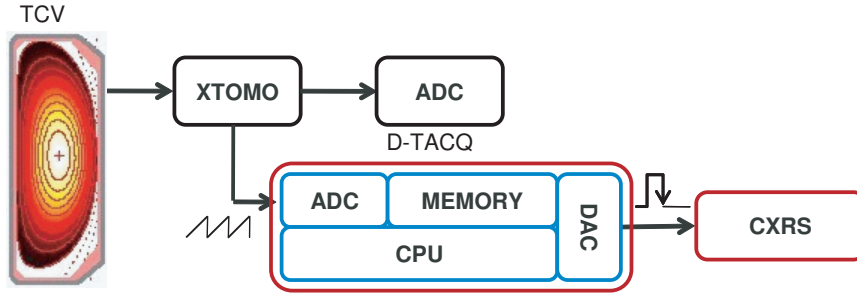 TCV
XTOMO
ADC
D-TACQ
ADC
MEMORY
DAC
CPU
CXRS